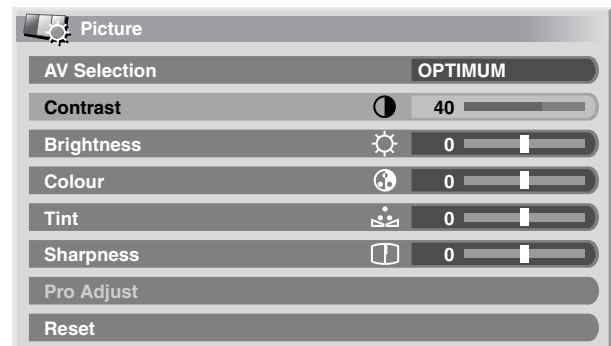 Picture
AV Selection OPTIMUM
Contrast 40
Brightness 0
Colour 0
Tint 0
Sharpness 0
Pro Adjust
Reset